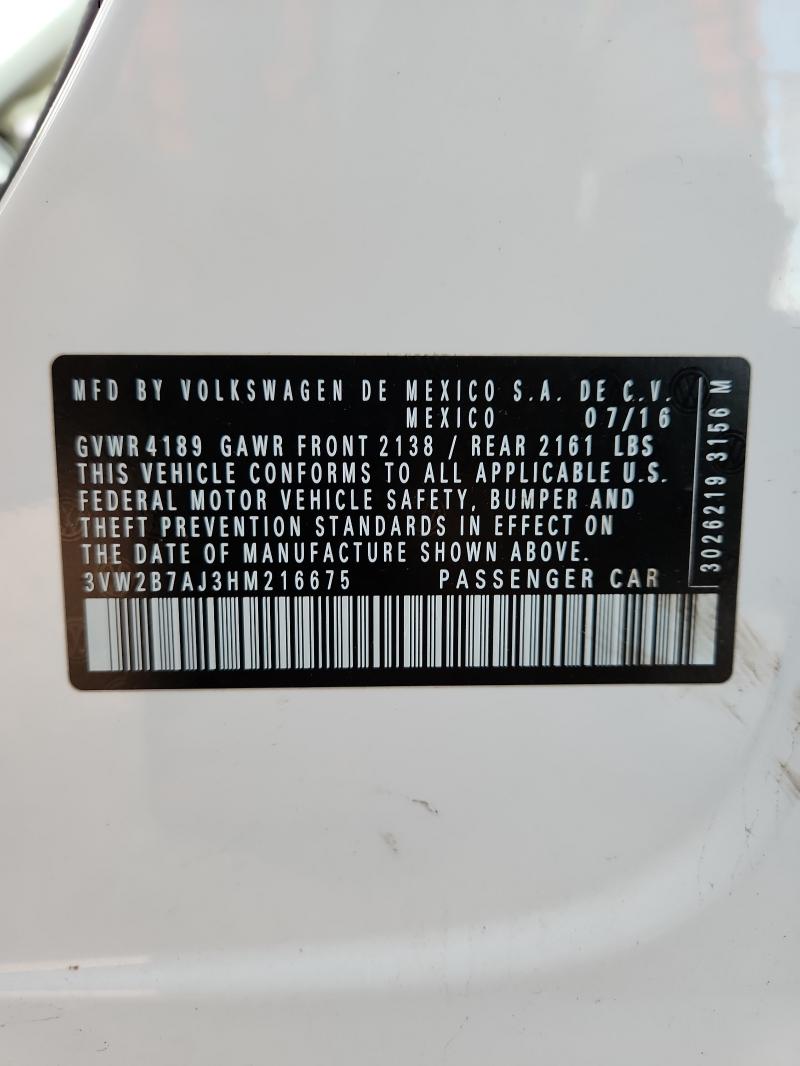 MFD BY VOLKSWAGEN DE MEXICO S.A. DE C.V.
MEXICO 07/16
GVWR 4189 GAWR FRONT 2138 / REAR 2161 LBS
THIS VEHICLE CONFORMS TO ALL APPLICABLE U.S.
FEDERAL MOTOR VEHICLE SAFETY, BUMPER AND
THEFT PREVENTION STANDARDS IN EFFECT ON
THE DATE OF MANUFACTURE SHOWN ABOVE.
3VW2B7AJ3HM216675 PASSENGER CAR
3026219 3156 M